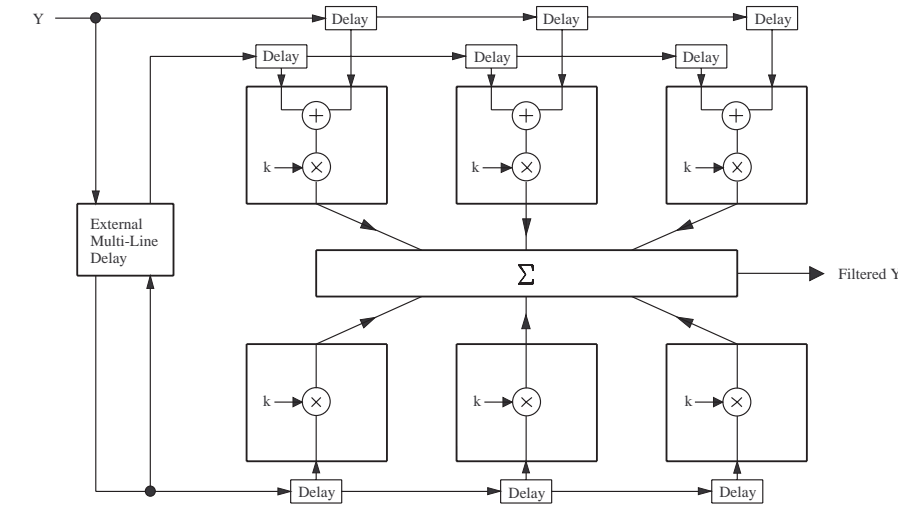 Y
Delay
Delay
Delay
Delay
Delay
Delay
+
+
+
k
×
k
×
k
×
External
Multi-Line
Delay
Σ
Filtered Y
k
×
k
×
k
×
Delay
Delay
Delay